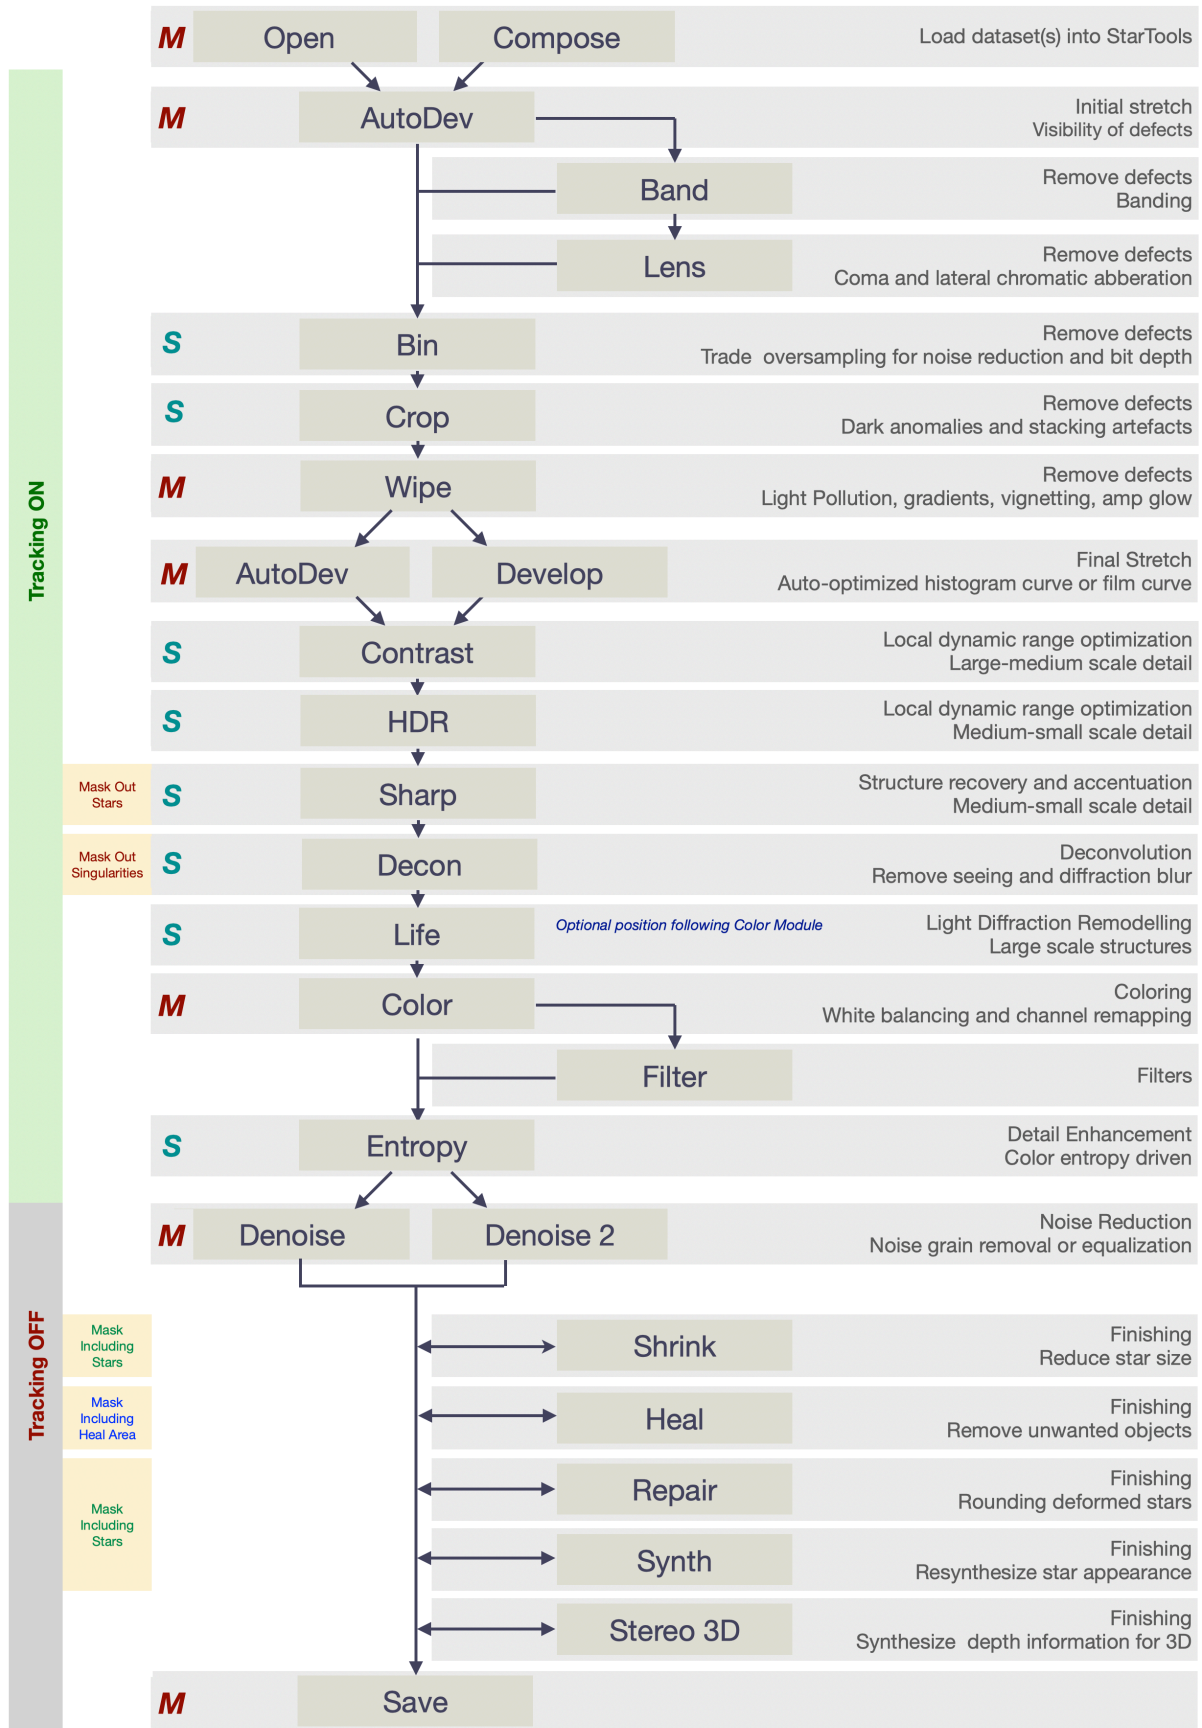 M
Open
Compose
Load dataset(s) into StarTools
Tracking ON
M
AutoDev
Initial stretch
Visibility of defects
Band
Remove defects
Banding
Lens
Remove defects
Coma and lateral chromatic abberation
S
Bin
Remove defects
Trade  oversampling for noise reduction and bit depth
S
Crop
Remove defects
Dark anomalies and stacking artefacts
M
Wipe
Remove defects
Light Pollution, gradients, vignetting, amp glow
M
AutoDev
Develop
Final Stretch
Auto-optimized histogram curve or film curve
S
Contrast
Local dynamic range optimization
Large-medium scale detail
S
HDR
Local dynamic range optimization
Medium-small scale detail
Mask Out
Stars
S
Sharp
Structure recovery and accentuation
Medium-small scale detail
Mask Out
Singularities
S
Decon
Deconvolution
Remove seeing and diffraction blur
S
Life
Optional position following Color Module
Light Diffraction Remodelling
Large scale structures
M
Color
Coloring
White balancing and channel remapping
Filter
Filters
S
Entropy
Detail Enhancement
Color entropy driven
Tracking OFF
M
Denoise
Denoise 2
Noise Reduction
Noise grain removal or equalization
Mask
Including
Stars
Shrink
Finishing
Reduce star size
Mask
Including
Heal Area
Heal
Finishing
Remove unwanted objects
Mask
Including
Stars
Repair
Finishing
Rounding deformed stars
Synth
Finishing
Resynthesize star appearance
Stereo 3D
Finishing
Synthesize  depth information for 3D
M
Save